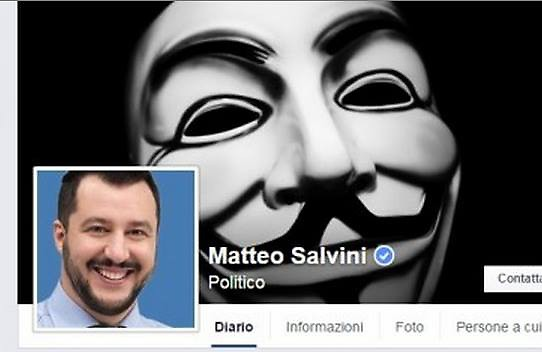 Matteo Salvini
Politico
Contatta
Diario Informazioni Foto Persone a cui